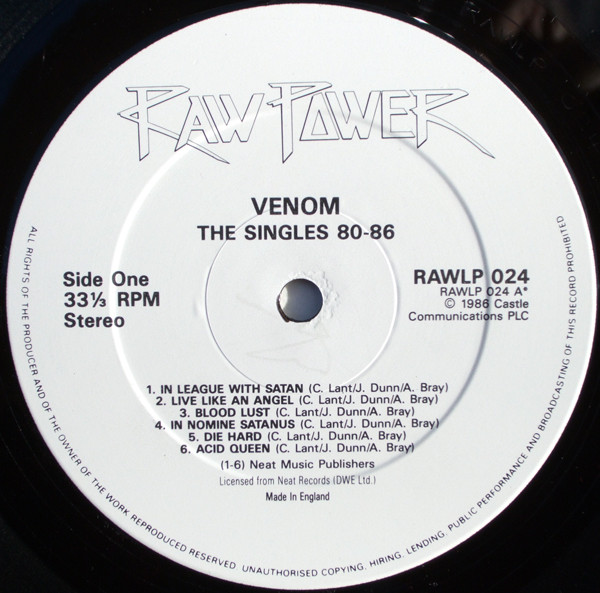 RAW POWER
VENOM
THE SINGLES 80-86
Side One
33⅓ RPM
Stereo
RAWLP 024
RAWLP 024 A*
© 1986 Castle
Communications PLC
1. IN LEAGUE WITH SATAN (C. Lant/J. Dunn/A. Bray)
2. LIVE LIKE AN ANGEL (C. Lant/J. Dunn/A. Bray)
3. BLOOD LUST (C. Lant/J. Dunn/A. Bray)
4. IN NOMINE SATANUS (C. Lant/J. Dunn/A. Bray)
5. DIE HARD (C. Lant/J. Dunn/A. Bray)
6. ACID QUEEN (C. Lant/J. Dunn/A. Bray)
(1-6) Neat Music Publishers
Licensed from Neat Records (DWE Ltd.)
Made In England
ALL RIGHTS OF THE PRODUCER AND OF THE OWNER OF THE WORK REPRODUCED RESERVED. UNAUTHORISED COPYING, HIRING, LENDING, PUBLIC PERFORMANCE AND BROADCASTING OF THIS RECORD PROHIBITED